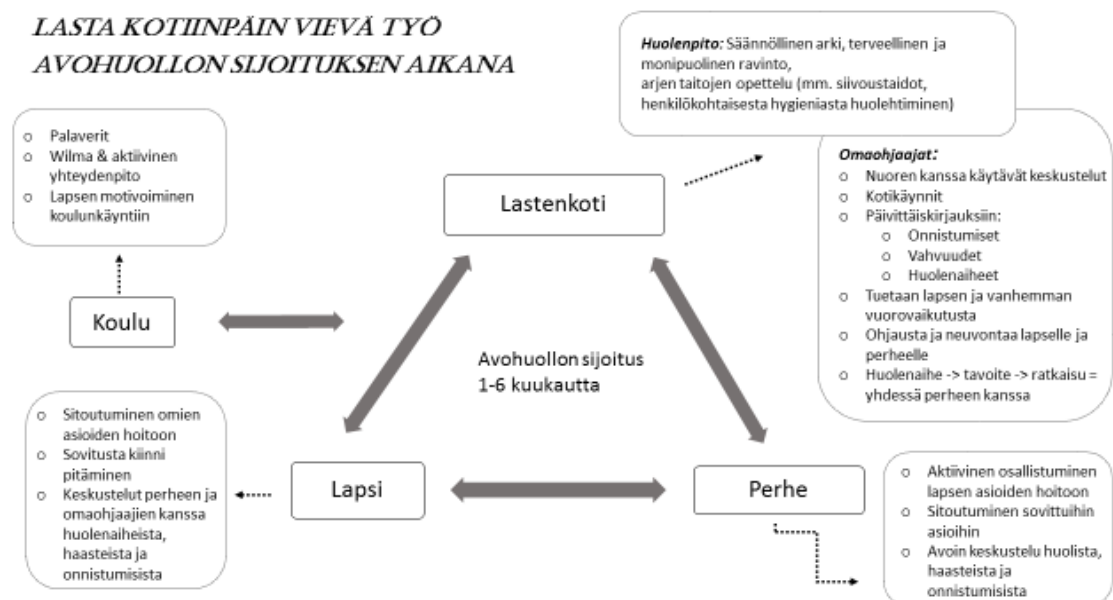 LASTA KOTIINPÄIN VIEVÄ TYÖ
AVOHUOLLON SIJOITUKSEN AIKANA
Huolenpito: Säännöllinen arki, terveellinen ja
monipuolinen ravinto,
arjen taitojen opettelu (mm. siivoustaidot,
henkilökohtaisesta hygieniasta huolehtiminen)
o Palaverit
o Wilma & aktiivinen
yhteydenpito
o Lapsen motivoiminen
koulunkäyntiin
Omaohjaajat:
o Nuoren kanssa käytävät keskustelut
o Kotikäynnit
o Päivittäiskirjauksiin:
o Onnistumiset
o Vahvuudet
o Huolenaiheet
o Tuetaan lapsen ja vanhemman
vuorovaikutusta
o Ohjausta ja neuvontaa lapselle ja
perheelle
o Huolenaihe -> tavoite -> ratkaisu =
yhdessä perheen kanssa
Lastenkoti
Koulu
Avohuollon sijoitus
1-6 kuukautta
o Sitoutuminen omien
asioiden hoitoon
o Sovitusta kiinni
pitäminen
o Keskustelut perheen ja
omaohjaajien kanssa
huolenaiheista,
haasteista ja
onnistumisista
Lapsi
Perhe
o Aktiivinen osallistuminen
lapsen asioiden hoitoon
o Sitoutuminen sovittuihin
asioihin
o Avoin keskustelu huolista,
haasteista ja
onnistumisista